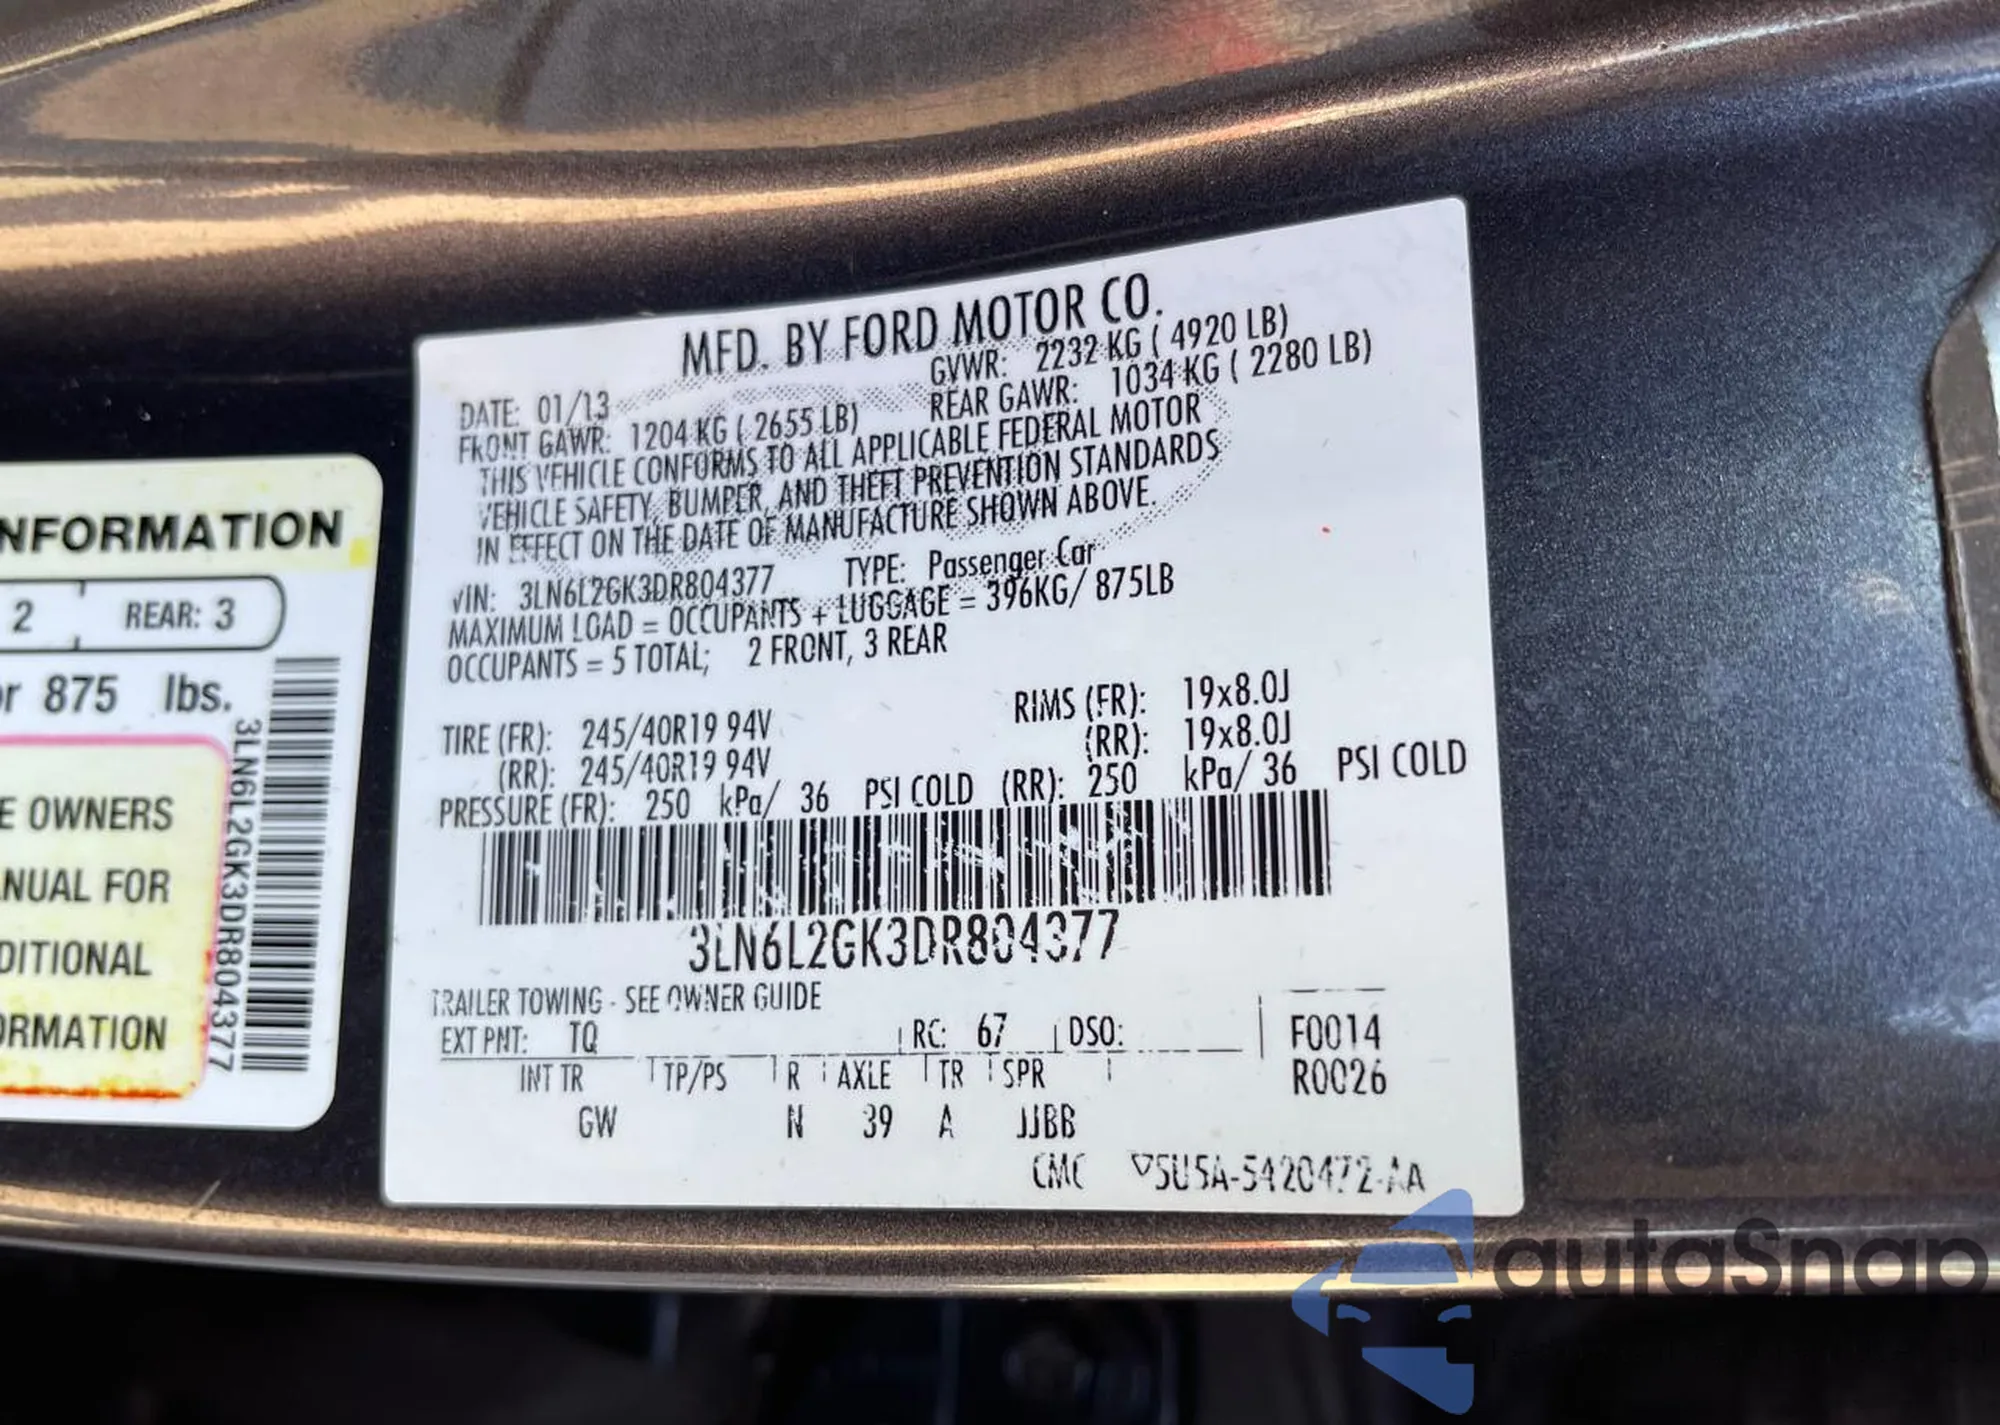 MFD. BY FORD MOTOR CO.
DATE: 01/13 GVWR: 2232 KG ( 4920 LB)
FRONT GAWR: 1204 KG ( 2655 LB) REAR GAWR: 1034 KG ( 2280 LB)
THIS VEHICLE CONFORMS TO ALL APPLICABLE FEDERAL MOTOR
VEHICLE SAFETY, BUMPER, AND THEFT PREVENTION STANDARDS
IN EFFECT ON THE DATE OF MANUFACTURE SHOWN ABOVE.
VIN: 3LN6L2GK3DR804377 TYPE: Passenger Car
MAXIMUM LOAD = OCCUPANTS + LUGGAGE = 396KG/ 875LB
OCCUPANTS = 5 TOTAL; 2 FRONT, 3 REAR
TIRE (FR): 245/40R19 94V RIMS (FR): 19x8.0J
(RR): 245/40R19 94V (RR): 19x8.0J
PRESSURE (FR): 250 kPa/ 36 PSI COLD (RR): 250 kPa/ 36 PSI COLD
3LN6L2GK3DR804377
TRAILER TOWING - SEE OWNER GUIDE
EXT PNT: TQ RC: 67 DSO: F0014
INT TR TP/PS R AXLE TR SPR R0026
GW N 39 A JJBB
CMC 5U5A-5420472-AA
NFORMATION
2 REAR: 3
or 875 lbs.
E OWNERS
NUAL FOR
DITIONAL
ORMATION
3LN6L2GK3DR804377
autaSnap